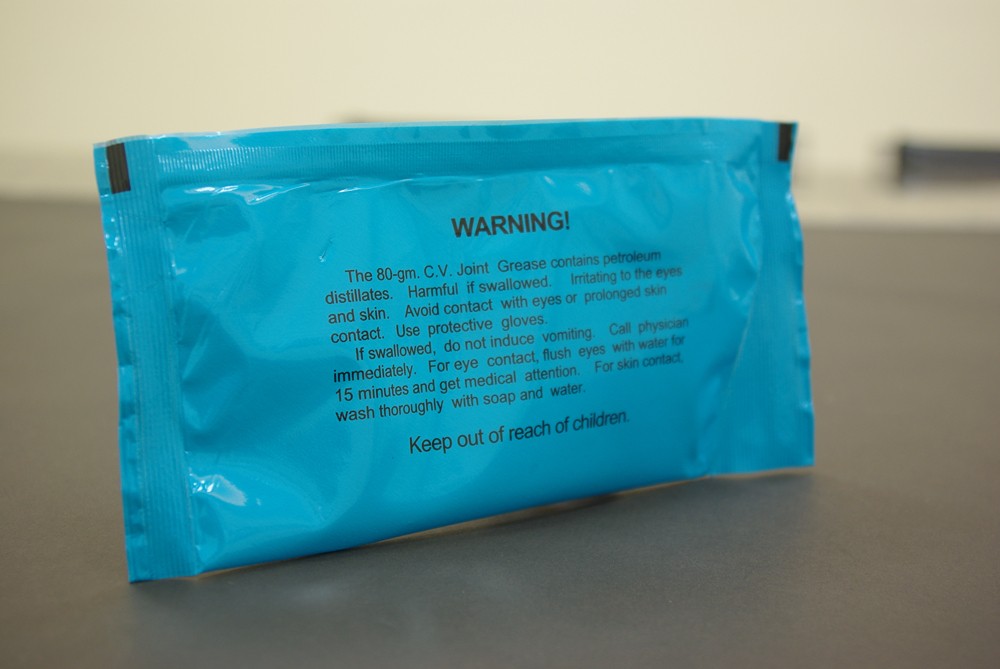 WARNING!
The 80-gm. C.V. Joint Grease contains petroleum
distillates. Harmful if swallowed. Irritating to the eyes
and skin. Avoid contact with eyes or prolonged skin
contact. Use protective gloves.
If swallowed, do not induce vomiting. Call physician
immediately. For eye contact, flush eyes with water for
15 minutes and get medical attention. For skin contact,
wash thoroughly with soap and water.
Keep out of reach of children.